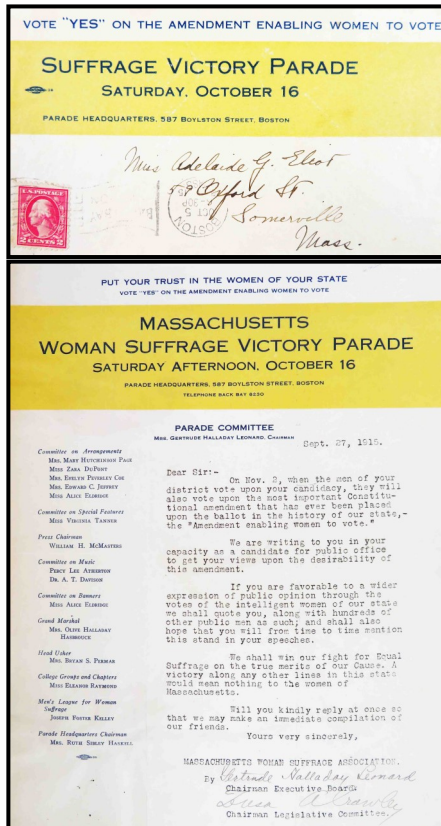 VOTE "YES" ON THE AMENDMENT ENABLING WOMEN TO VOTE
SUFFRAGE VICTORY PARADE
SATURDAY, OCTOBER 16
PARADE HEADQUARTERS, 587 BOYLSTON STREET, BOSTON
Miss Adelaide G. Eliot
59 Oxford St.
Somerville
Mass.
BOSTON
OCT 5
U.S. POSTAGE
2 CENTS 2
PUT YOUR TRUST IN THE WOMEN OF YOUR STATE
VOTE "YES" ON THE AMENDMENT ENABLING WOMEN TO VOTE
MASSACHUSETTS
WOMAN SUFFRAGE VICTORY PARADE
SATURDAY AFTERNOON, OCTOBER 16
PARADE HEADQUARTERS, 587 BOYLSTON STREET, BOSTON
TELEPHONE BACK BAY 8230
PARADE COMMITTEE
MRS. GERTRUDE HALLADAY LEONARD, CHAIRMAN
Committee on Arrangements
MRS. MARY HUTCHINSON PAGE
MISS ZARA DUPONT
MRS. EVELYN PEVERLEY COE
MRS. EDWARD C. JEFFREY
MISS ALICE ELDRIDGE
Committee on Special Features
MISS VIRGINIA TANNER
Press Chairman
WILLIAM H. MCMASTERS
Committee on Music
PERCY LEE ATHERTON
DR. A. T. DAVISON
Committee on Banners
MISS ALICE ELDRIDGE
Grand Marshal
MRS. OLIVE HALLADAY
HASBROUCK
Head Usher
MRS. BRYAN S. PERMAR
College Groups and Chapters
MISS ELEANOR RAYMOND
Men's League for Woman
Suffrage
JOSEPH FOSTER KELLEY
Parade Headquarters Chairman
MRS. RUTH SIBLEY HASKELL
Sept. 27, 1915.
Dear Sir:-
On Nov. 2, when the men of your
district vote upon your candidacy, they will
also vote upon the most important Constitu-
tional amendment that has ever been placed
upon the ballot in the history of our state,-
the "Amendment enabling women to vote."
We are writing to you in your
capacity as a candidate for public office
to get your views upon the desirability of
this amendment.
If you are favorable to a wider
expression of public opinion through the
votes of the intelligent women of our state
we shall quote you, along with hundreds of
other public men as such; and shall also
hope that you will from time to time mention
this stand in your speeches.
We shall win our fight for Equal
Suffrage on the true merits of our Cause. A
victory along any other lines in this state
would mean nothing to the women of
Massachusetts.
Will you kindly reply at once so
that we may make an immediate compilation of
our friends.
Yours very sincerely,
MASSACHUSETTS WOMAN SUFFRAGE ASSOCIATION.
By Gertrude Halladay Leonard
Chairman Executive Board.
Teresa A Crowley
Chairman Legislative Committee.